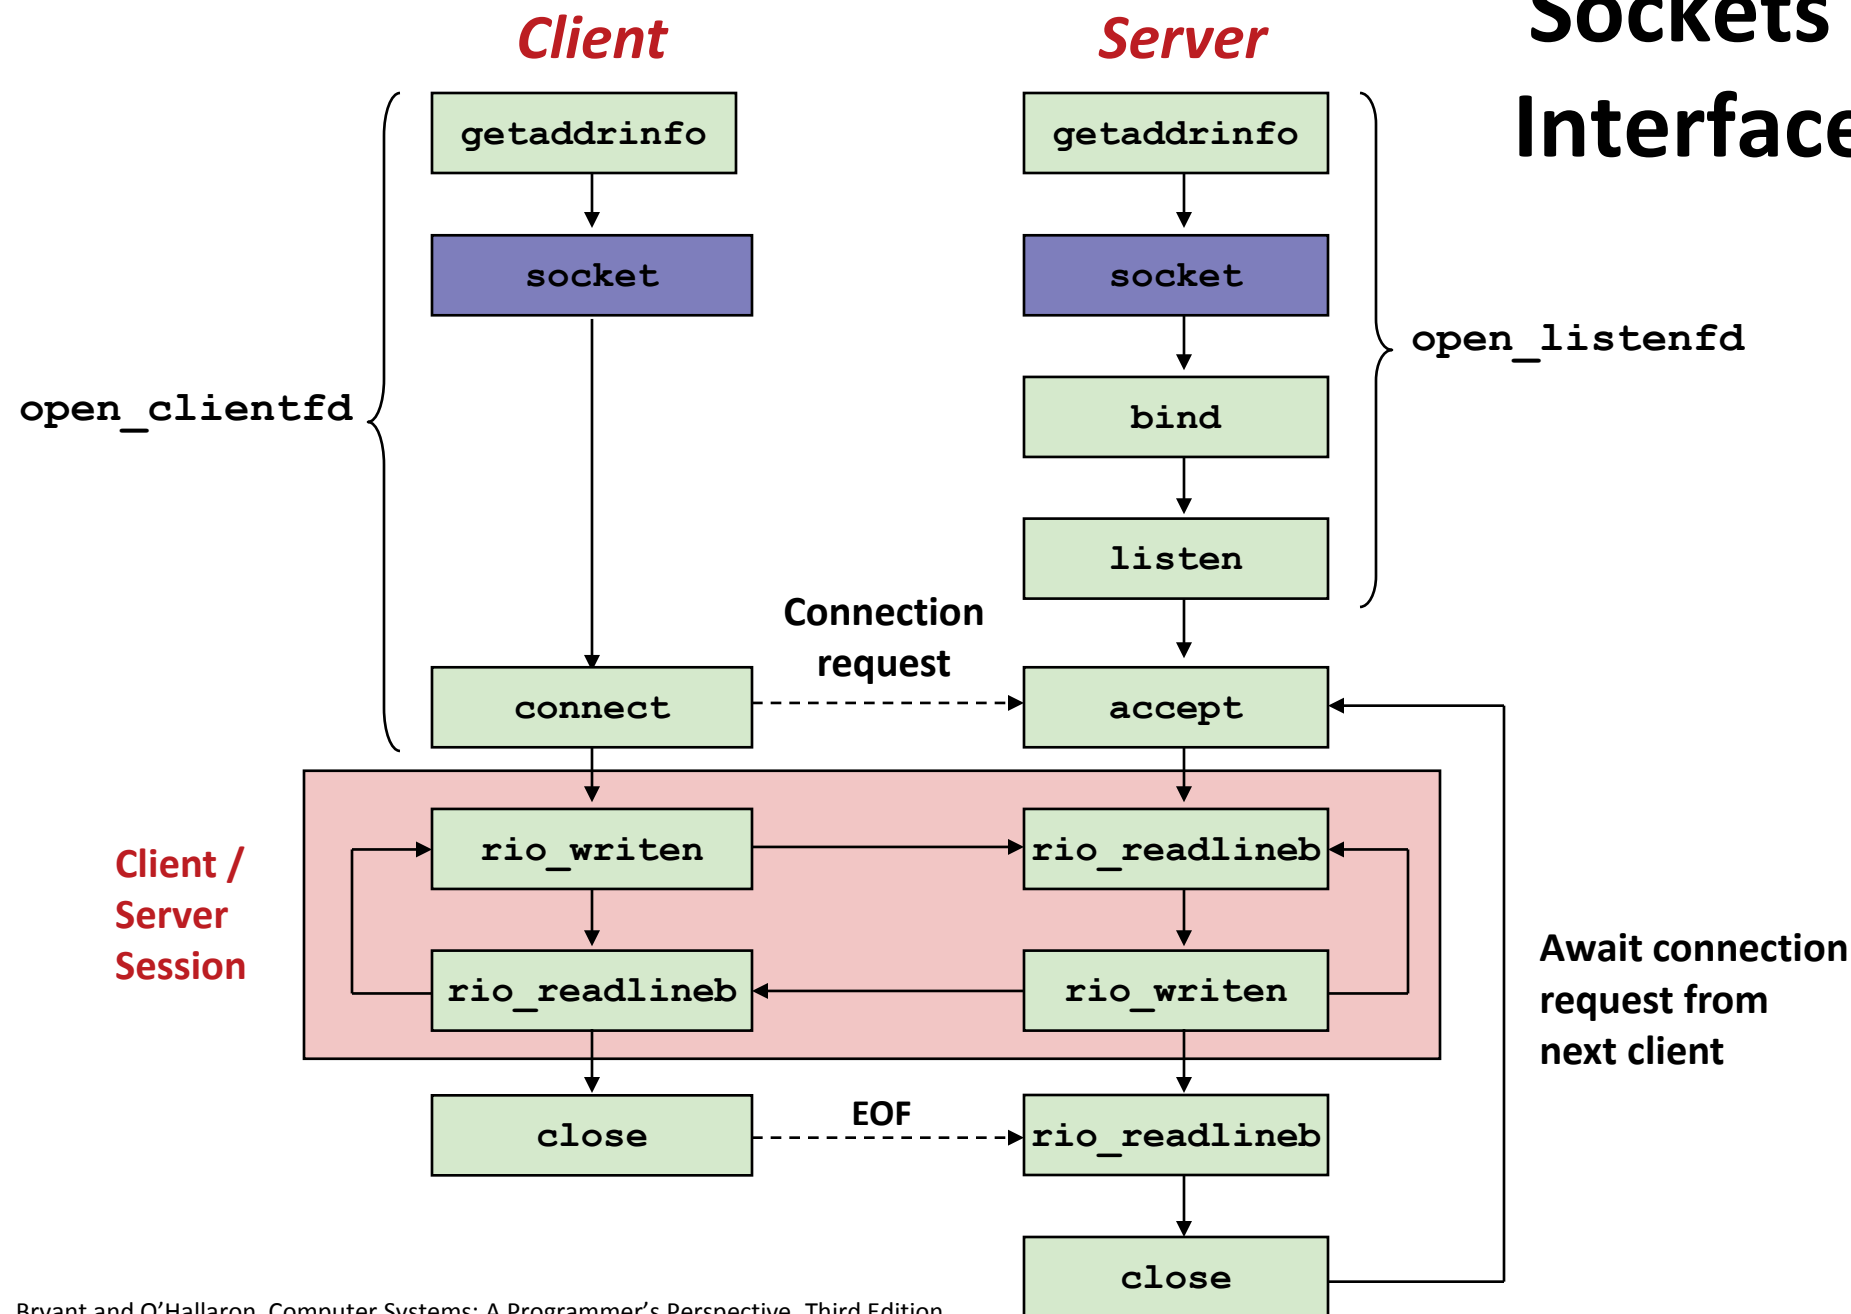 Sockets
Interface
Client
Server
getaddrinfo
getaddrinfo
socket
socket
open_listenfd
bind
open_clientfd
listen
Connection
request
connect
accept
Client /
Server
Session
rio_writen
rio_readlineb
rio_readlineb
rio_writen
Await connection
request from
next client
close
EOF
rio_readlineb
close
Bryant and O'Hallaron, Computer Systems: A Programmer's Perspective, Third Edition